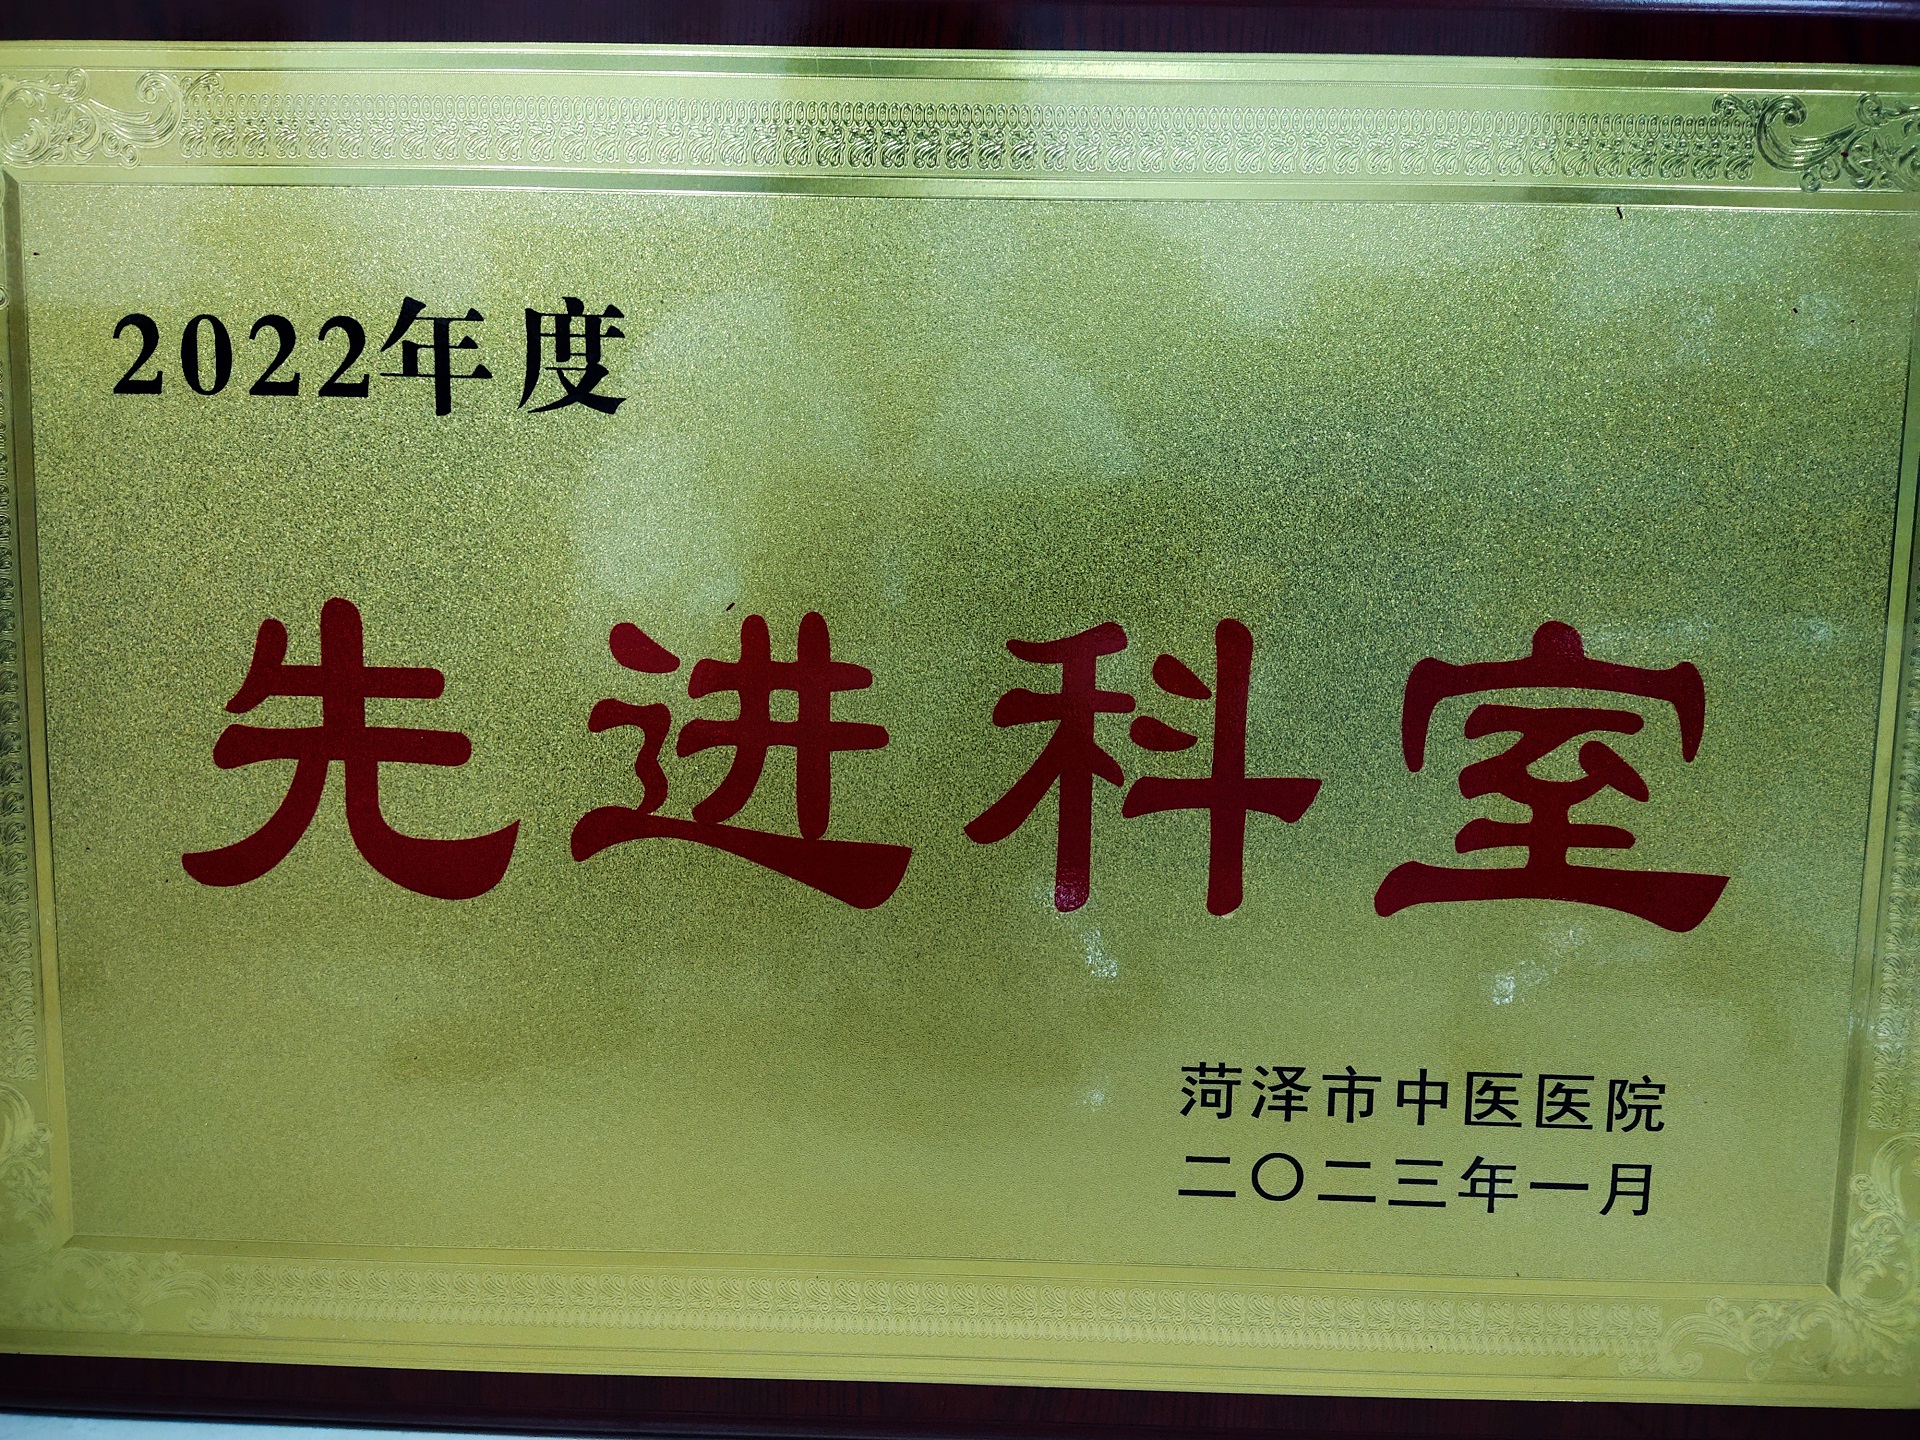 2022年度
先进科室
菏泽市中医医院
二〇二三年一月